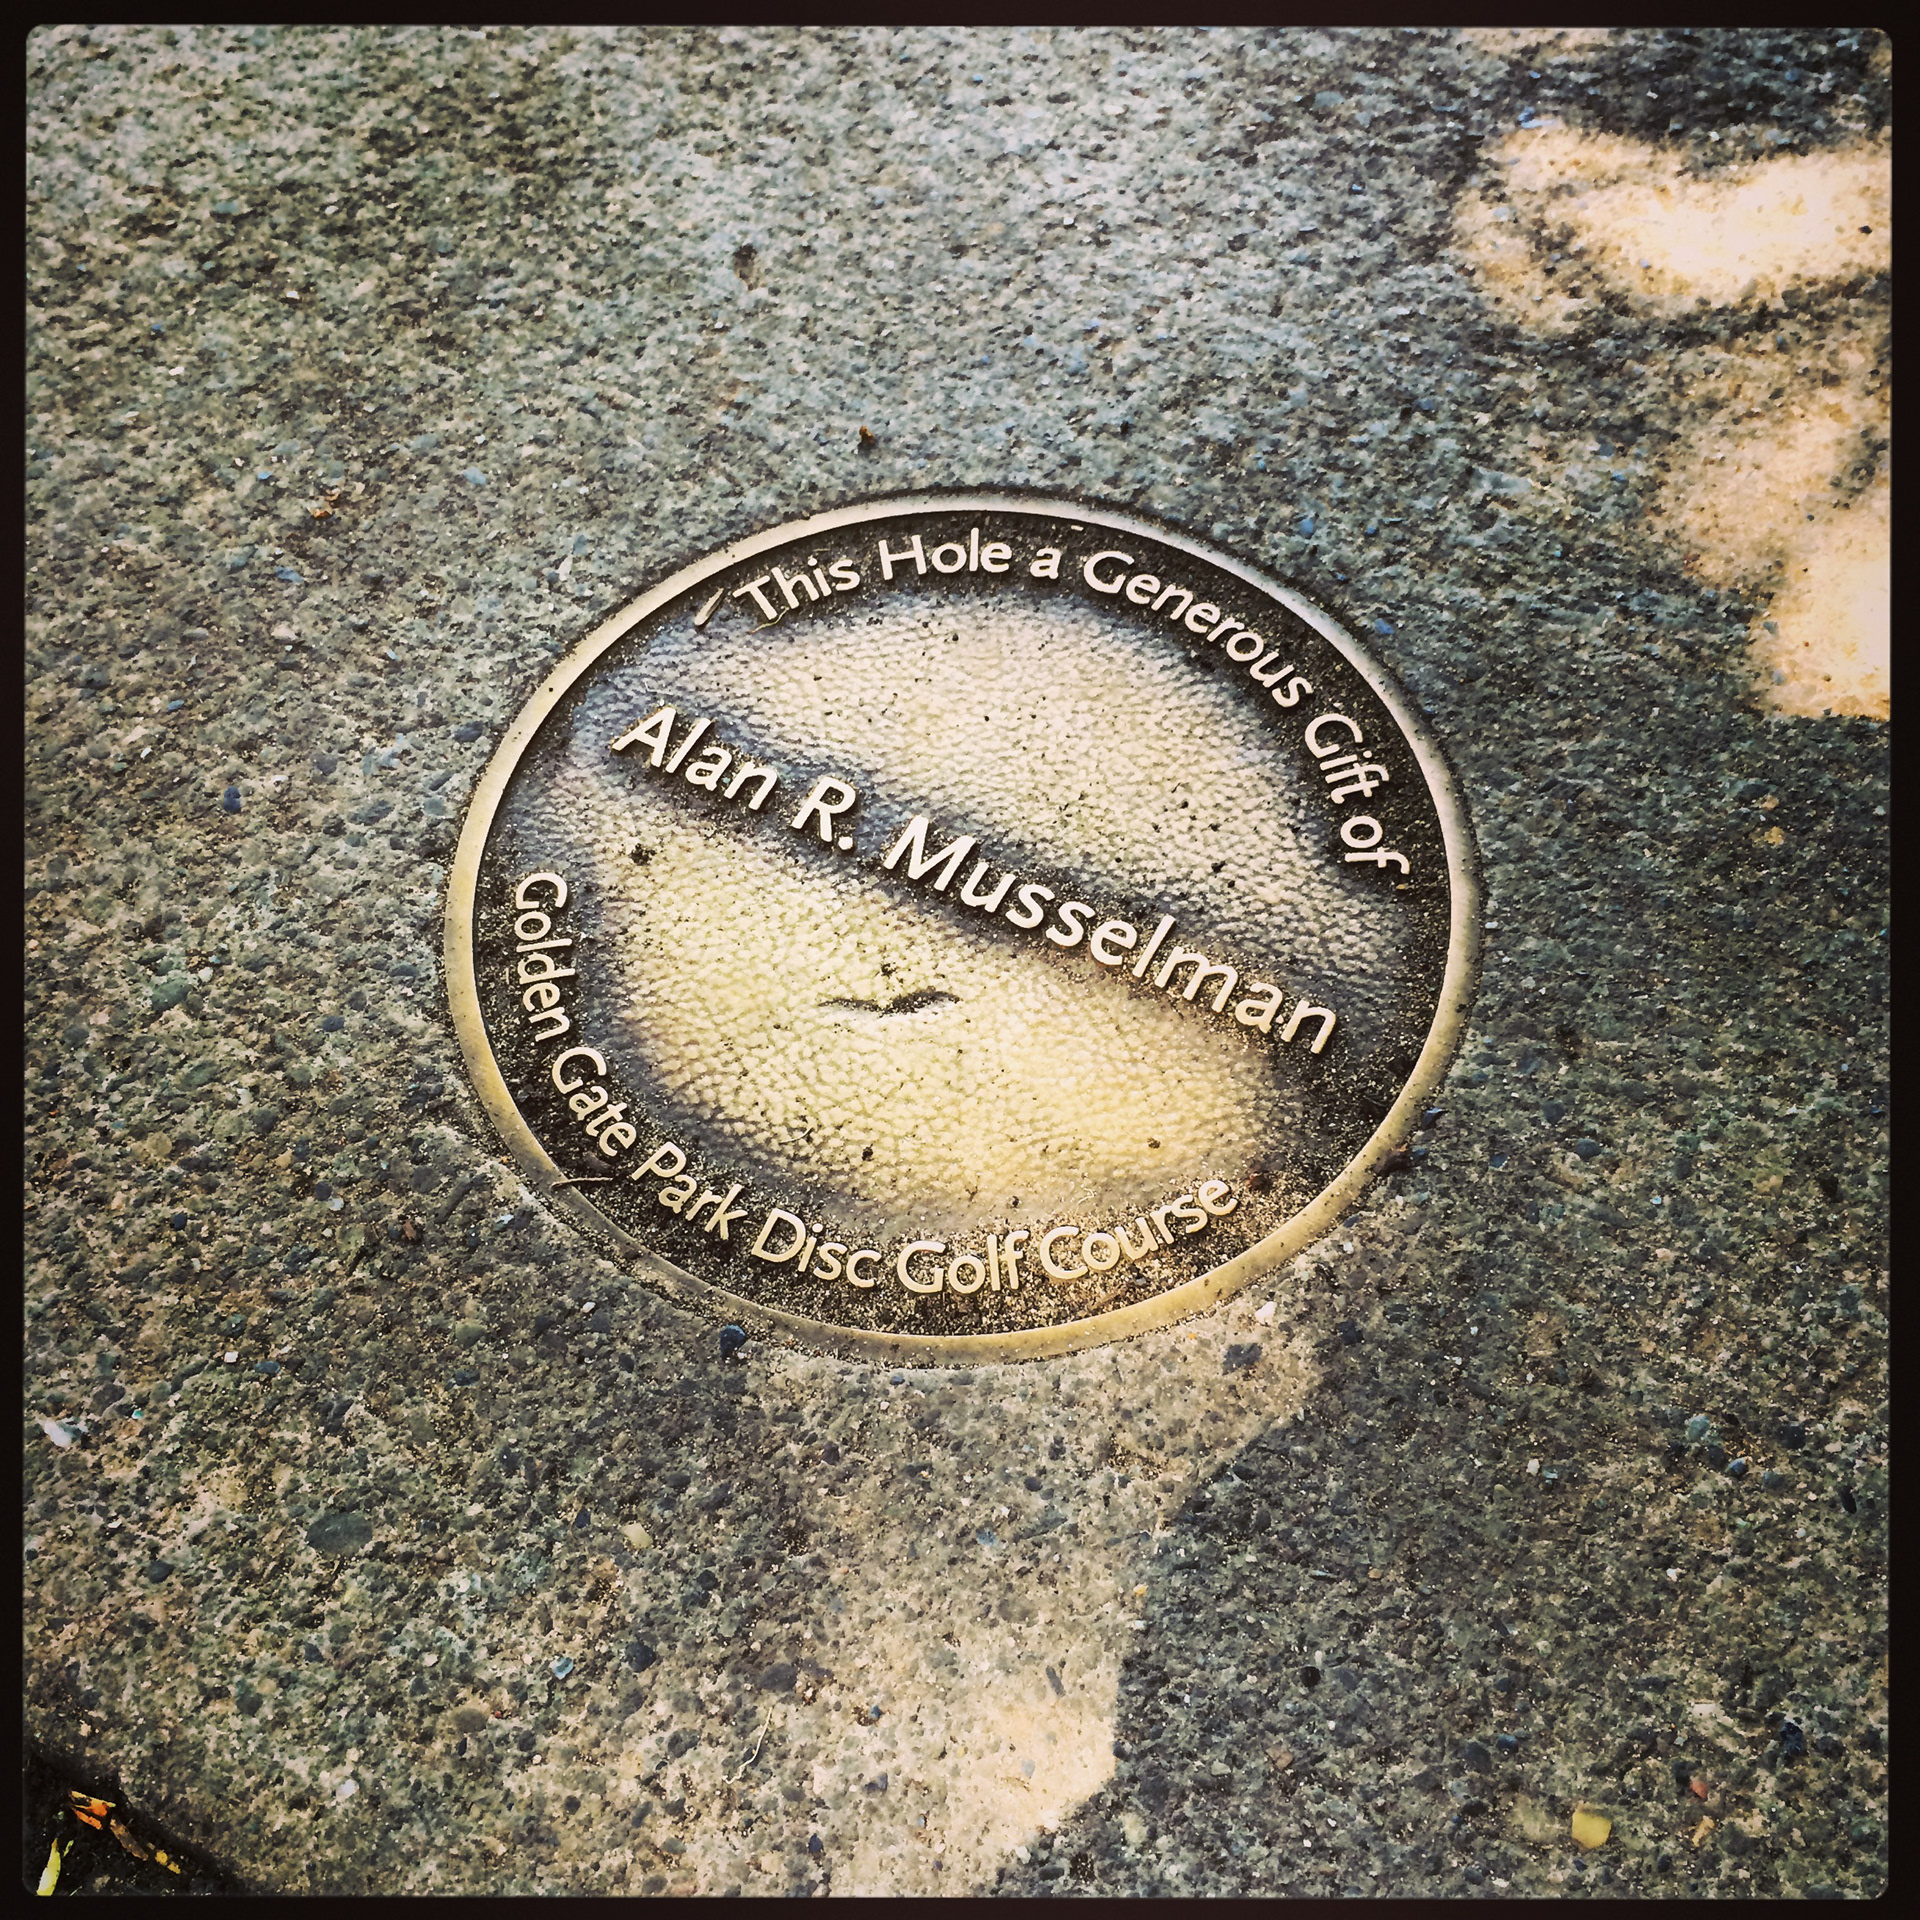 This Hole a Generous Gift of
Alan R. Musselman
Golden Gate Park Disc Golf Course